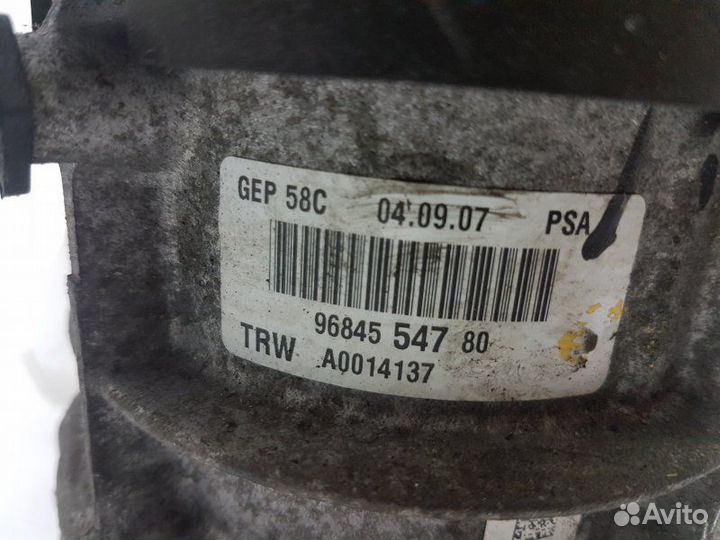 GEP 58C 04.09.07 PSA
96845 547 80
TRW A0014137
Avito